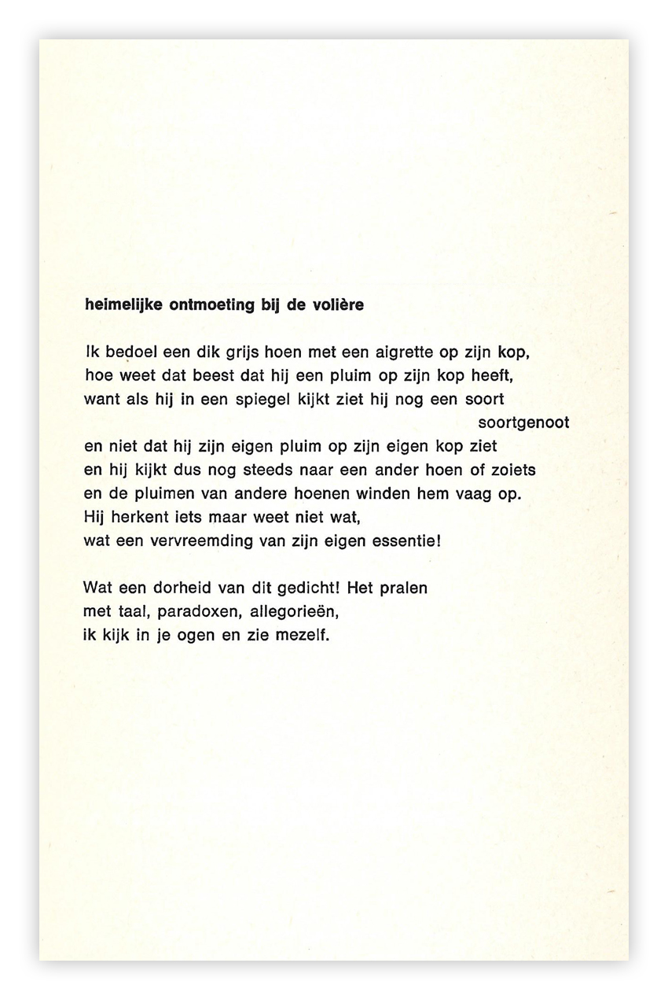 heimelijke ontmoeting bij de volière
Ik bedoel een dik grijs hoen met een aigrette op zijn kop,
hoe weet dat beest dat hij een pluim op zijn kop heeft,
want als hij in een spiegel kijkt ziet hij nog een soort
soortgenoot
en niet dat hij zijn eigen pluim op zijn eigen kop ziet
en hij kijkt dus nog steeds naar een ander hoen of zoiets
en de pluimen van andere hoenen winden hem vaag op.
Hij herkent iets maar weet niet wat,
wat een vervreemding van zijn eigen essentie!
Wat een dorheid van dit gedicht! Het pralen
met taal, paradoxen, allegorieën,
ik kijk in je ogen en zie mezelf.